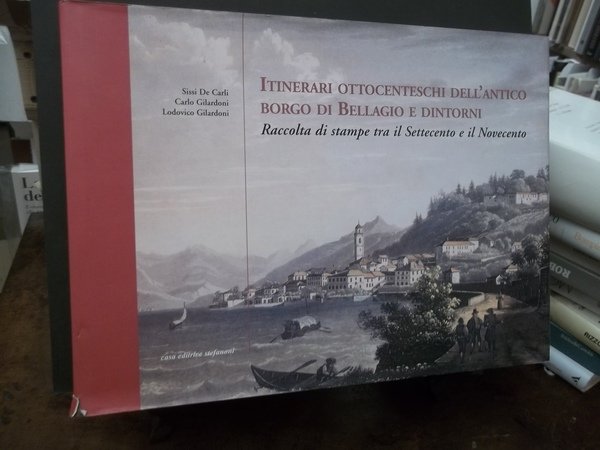 Sissi De Carli
Carlo Gilardoni
Lodovico Gilardoni
ITINERARI OTTOCENTESCHI DELL'ANTICO
BORGO DI BELLAGIO E DINTORNI
Raccolta di stampe tra il Settecento e il Novecento
casa editrice stefanoni